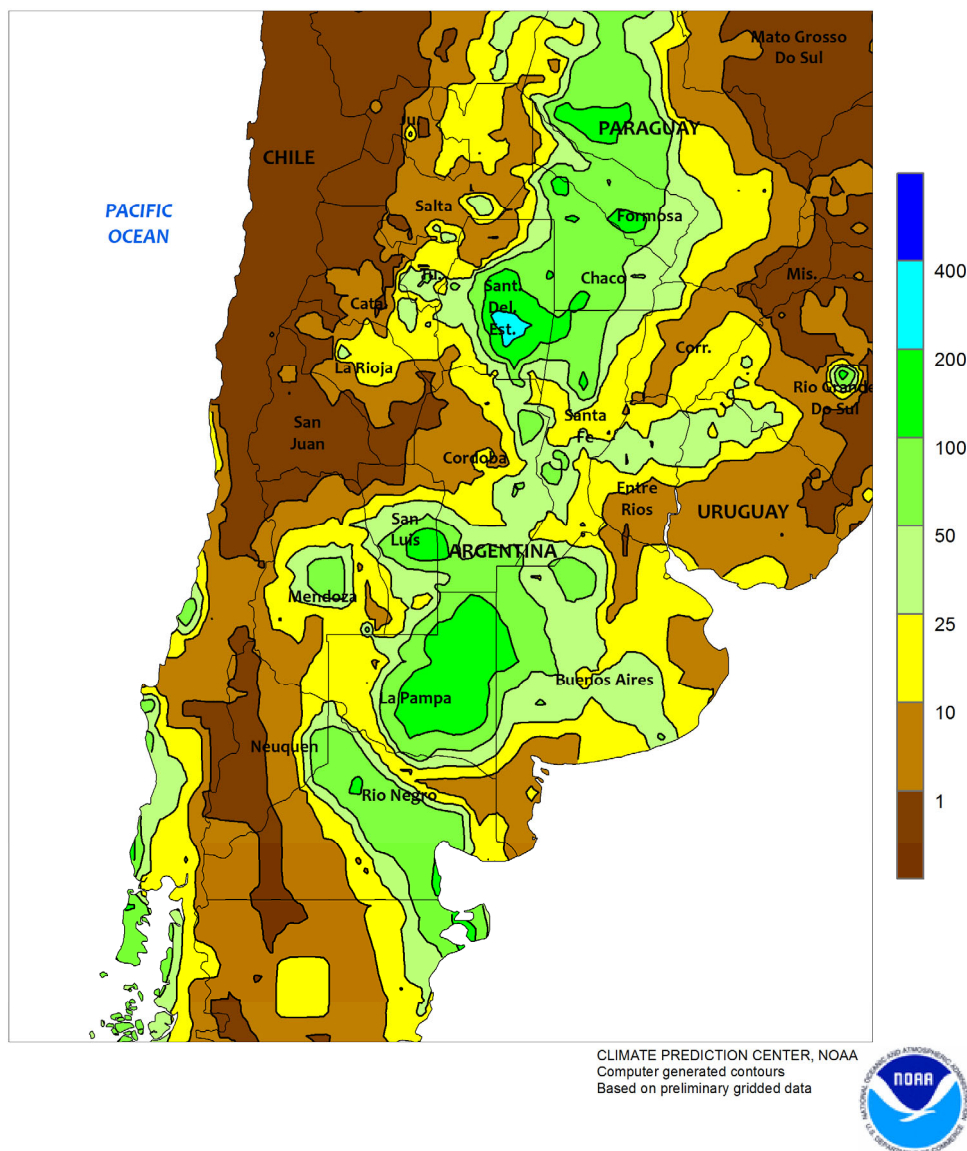 Mato Grosso
Do Sul
Ju.
PARAGUAY
CHILE
PACIFIC
OCEAN
Salta
Formosa
Tu.
Sant.
Del.
Est.
Chaco
Mis.
Cata.
Corr.
La Rioja
Rio Grande
Do Sul
San
Juan
Santa
Fe
Cordoba
Entre
Rios
URUGUAY
San
Luis
ARGENTINA
Mendoza
Buenos Aires
La Pampa
Neuquen
Rio Negro
400
200
100
50
25
10
1
CLIMATE PREDICTION CENTER, NOAA
Computer generated contours
Based on preliminary gridded data
NOAA